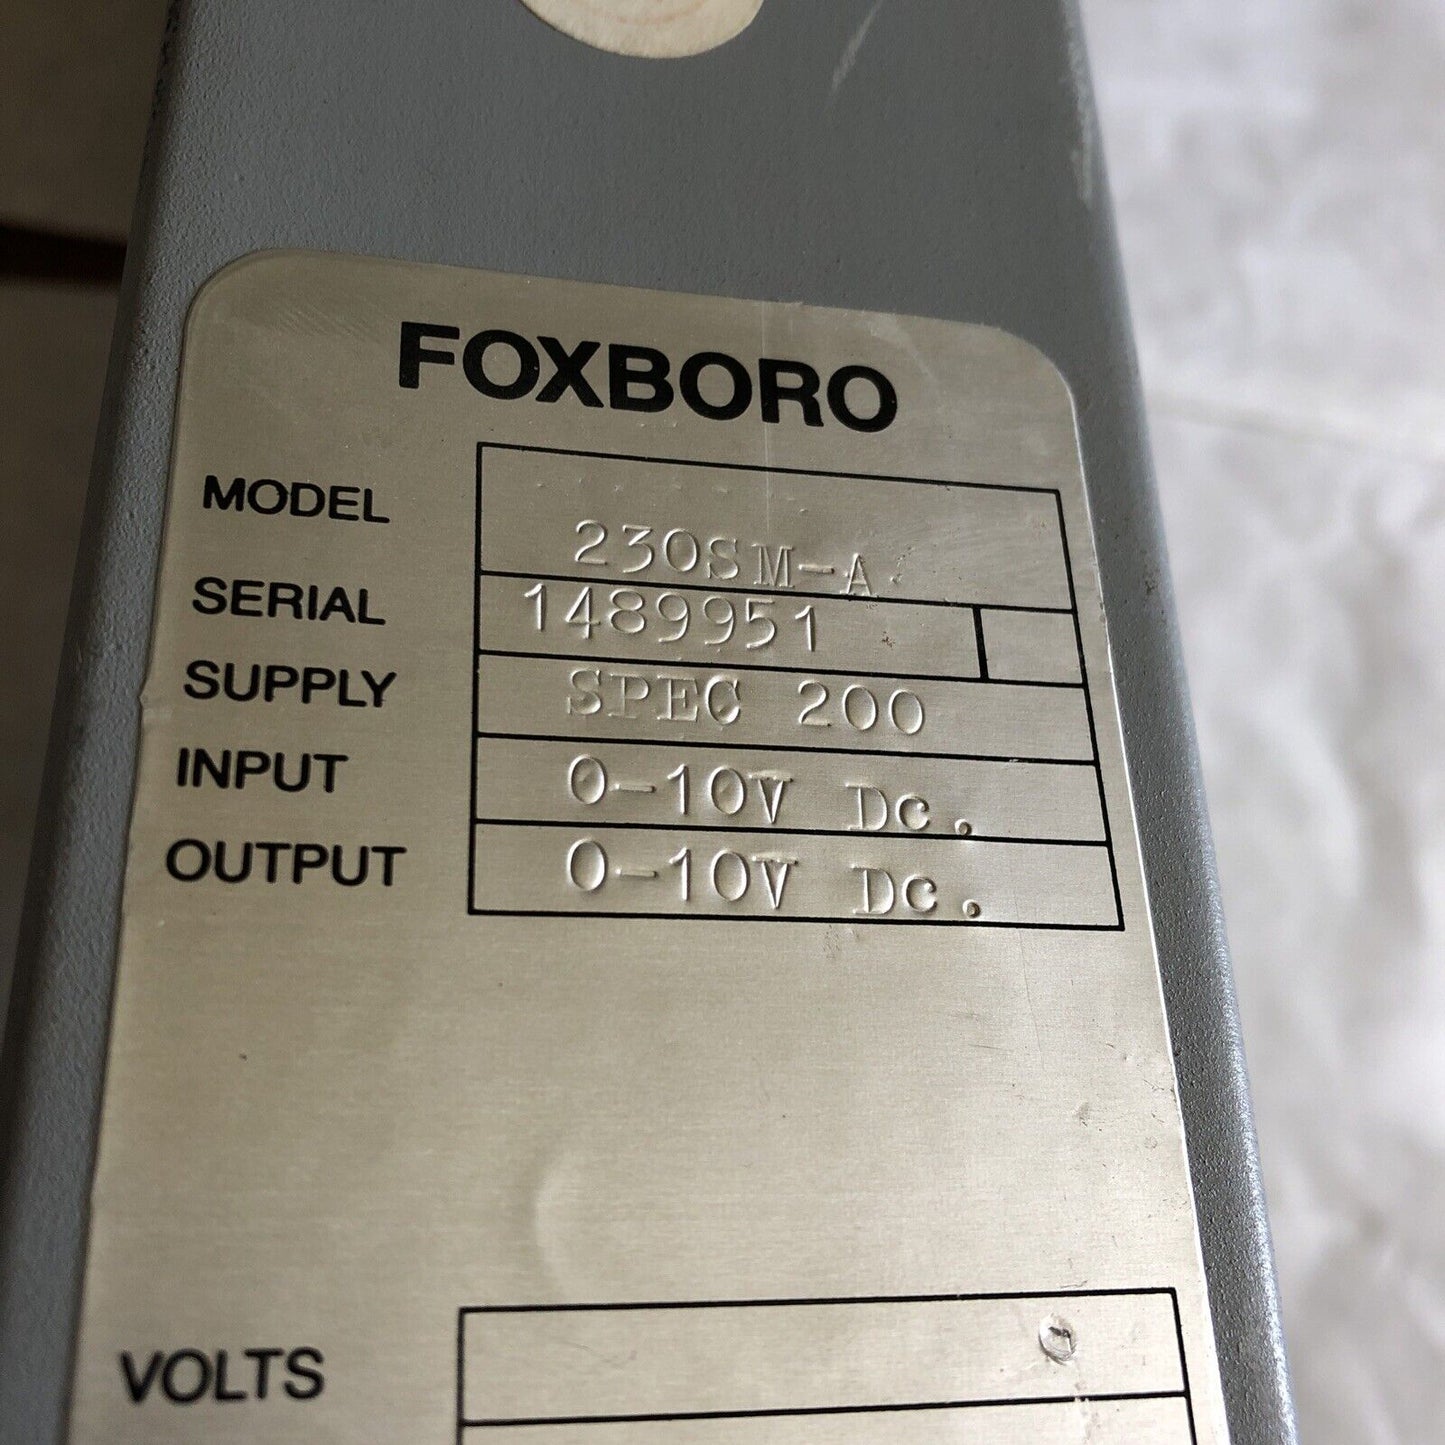 FOXBORO
MODEL 230SM-A
SERIAL 1489951
SUPPLY SPEC 200
INPUT 0-10V DC.
OUTPUT 0-10V DC.
VOLTS